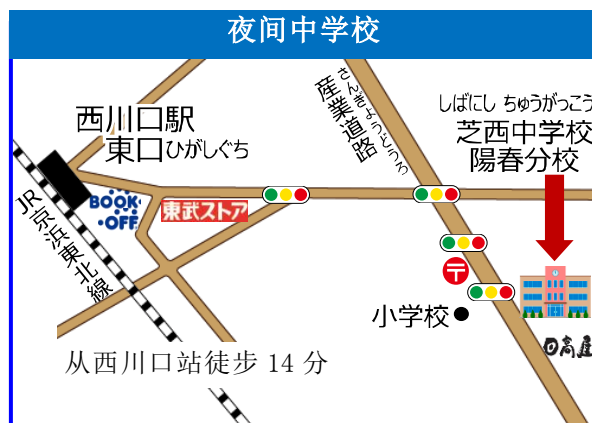 夜间中学校
西川口駅
東口ひがしぐち
さんぎょうどうろ
産業道路
しばにし ちゅうがっこう
芝西中学校
陽春分校
BOOK
OFF
東武ストア
JR京浜東北線
〒
小学校
日高屋
从西川口站徒步 14 分